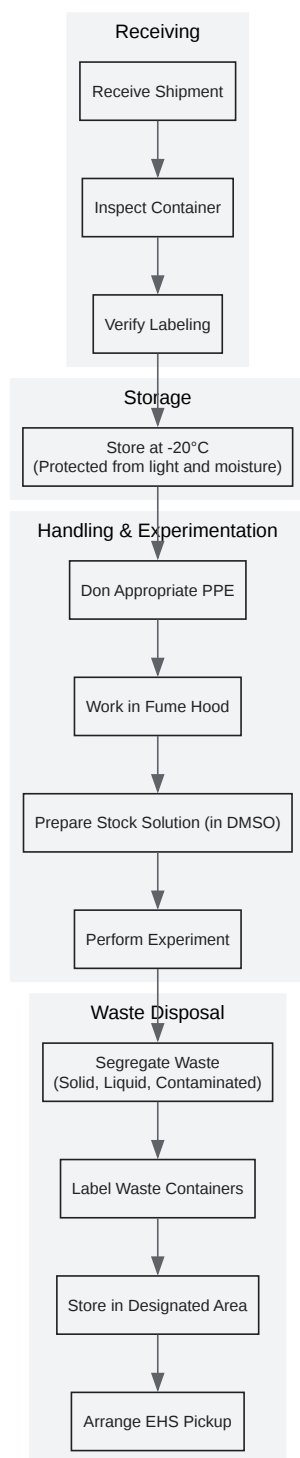 Receiving
Receive Shipment
Inspect Container
Verify Labeling
Storage
Store at -20°C
(Protected from light and moisture)
Handling & Experimentation
Don Appropriate PPE
Work in Fume Hood
Prepare Stock Solution (in DMSO)
Perform Experiment
Waste Disposal
Segregate Waste
(Solid, Liquid, Contaminated)
Label Waste Containers
Store in Designated Area
Arrange EHS Pickup